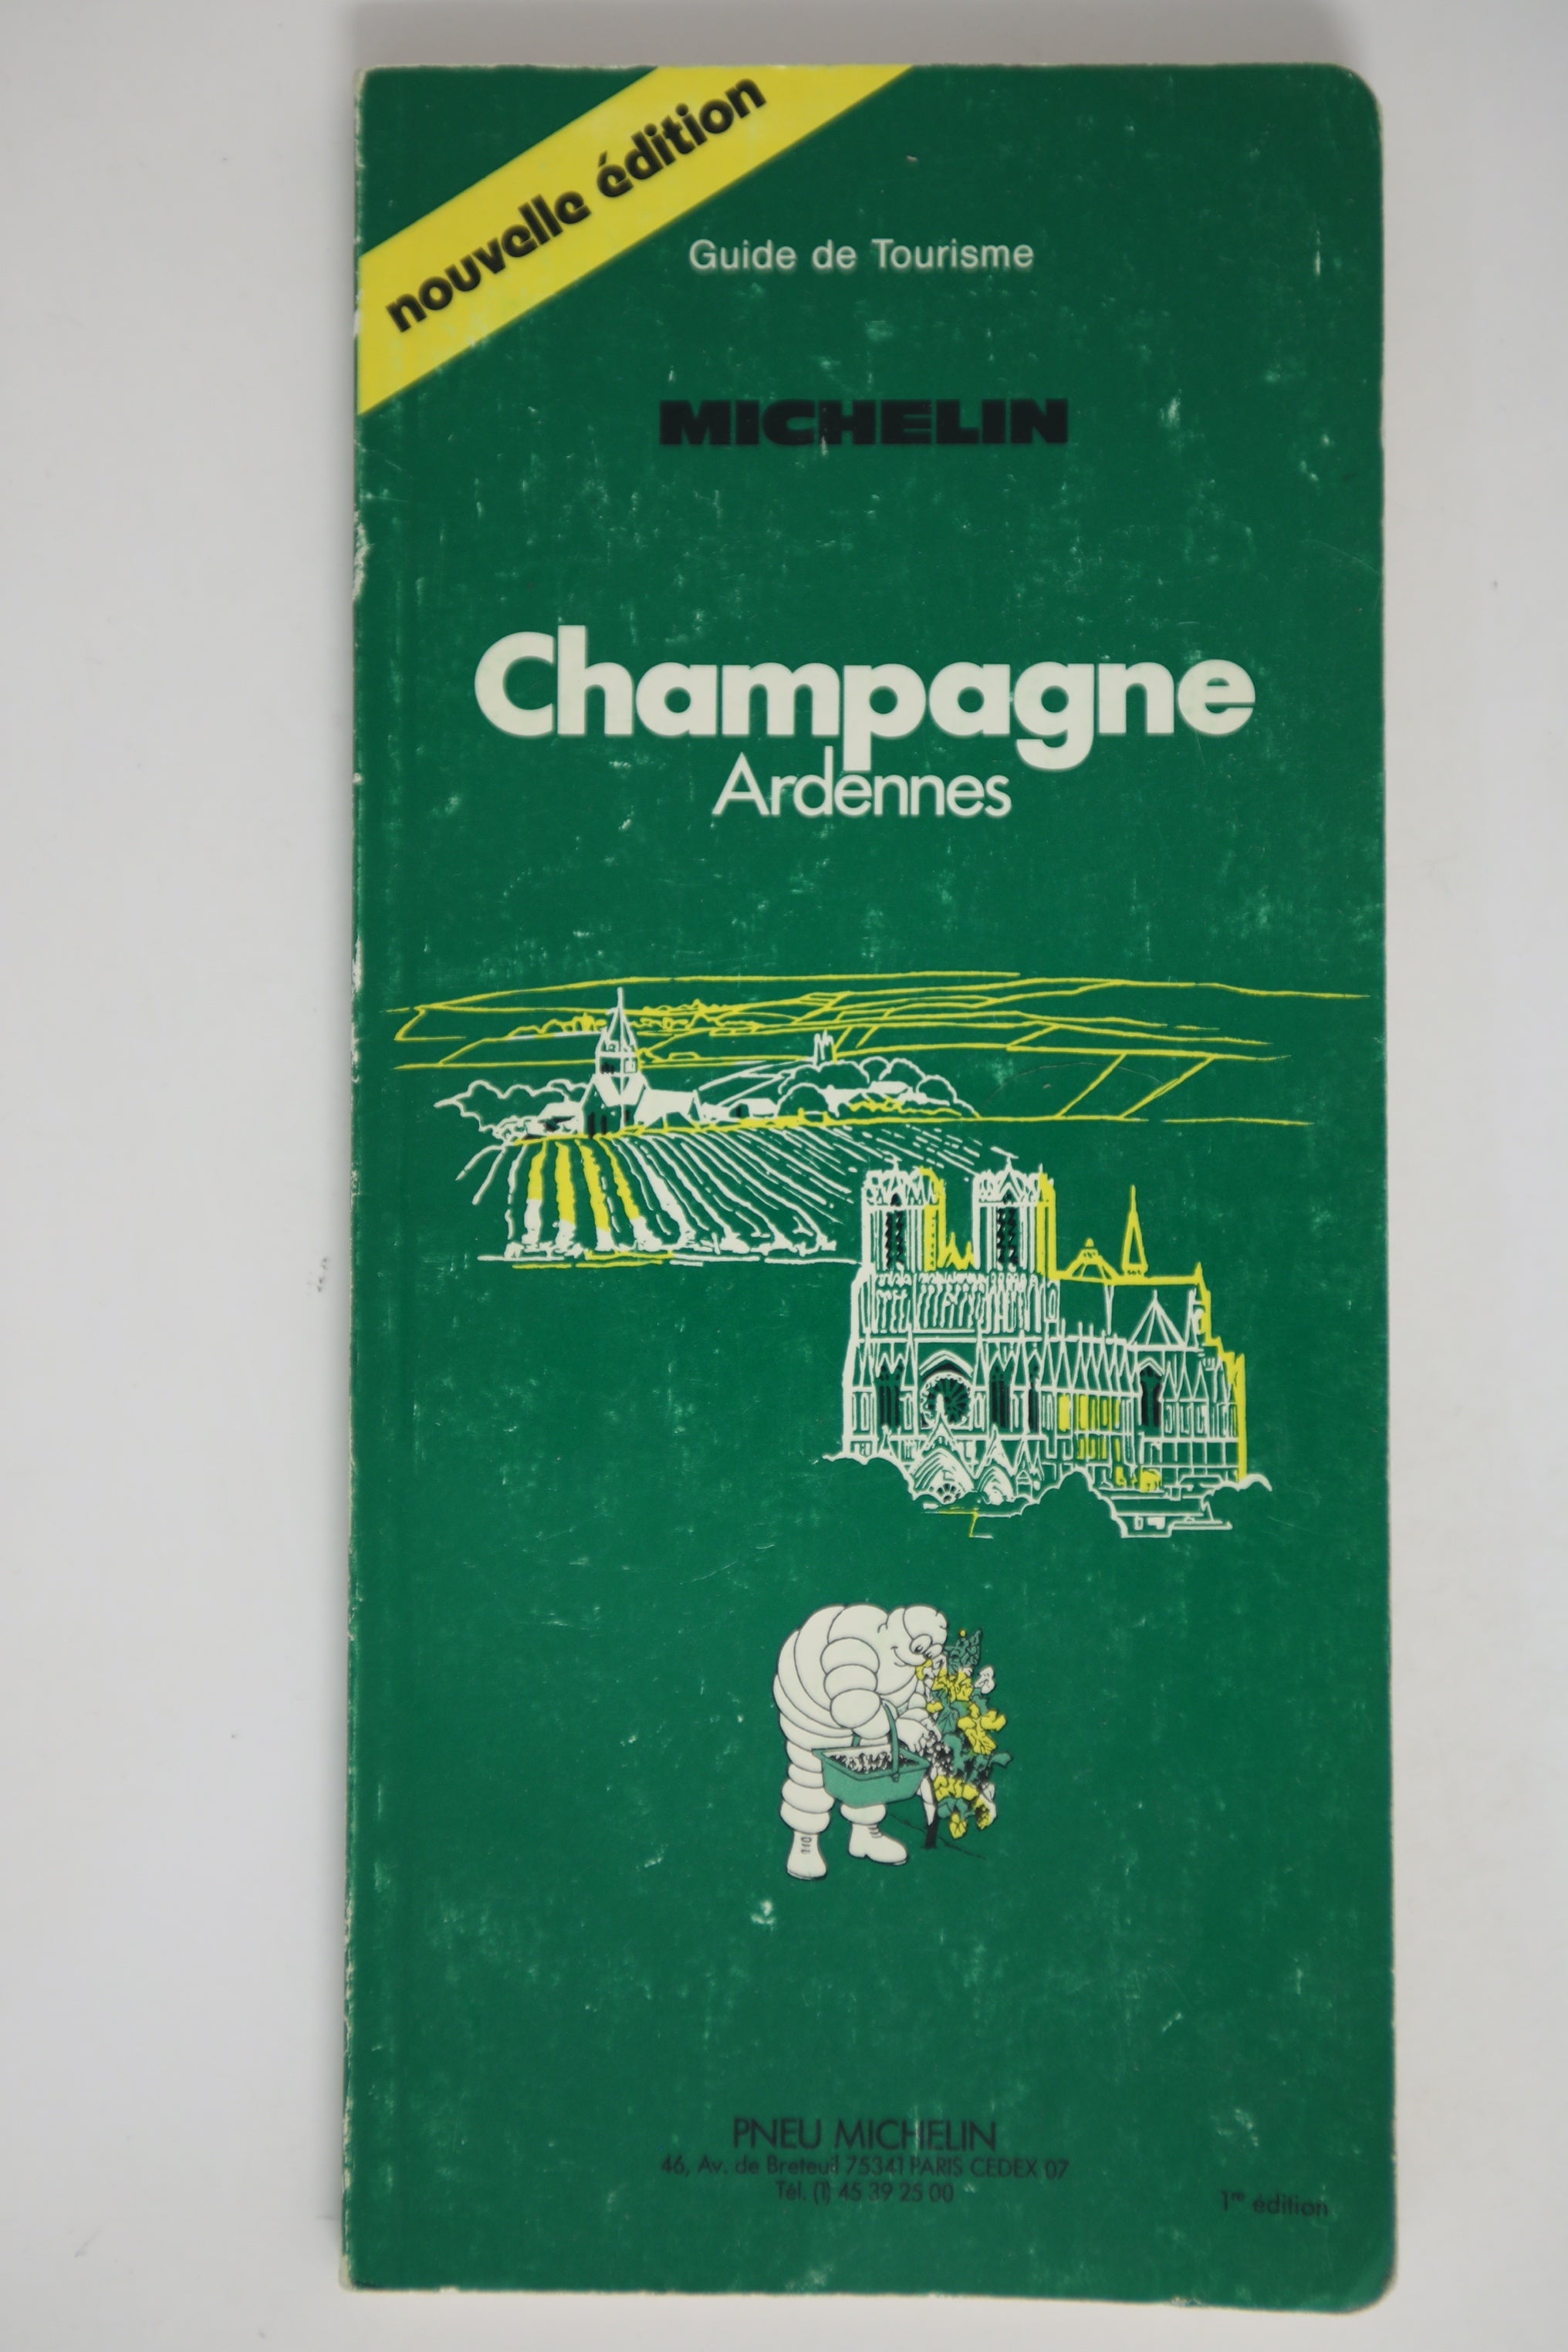 nouvelle édition
Guide de Tourisme
MICHELIN
Champagne
Ardennes
PNEU MICHELIN
46, Av. de Breteuil 75341 PARIS CEDEX 07
Tél. (1) 45 39 25 00
1re édition